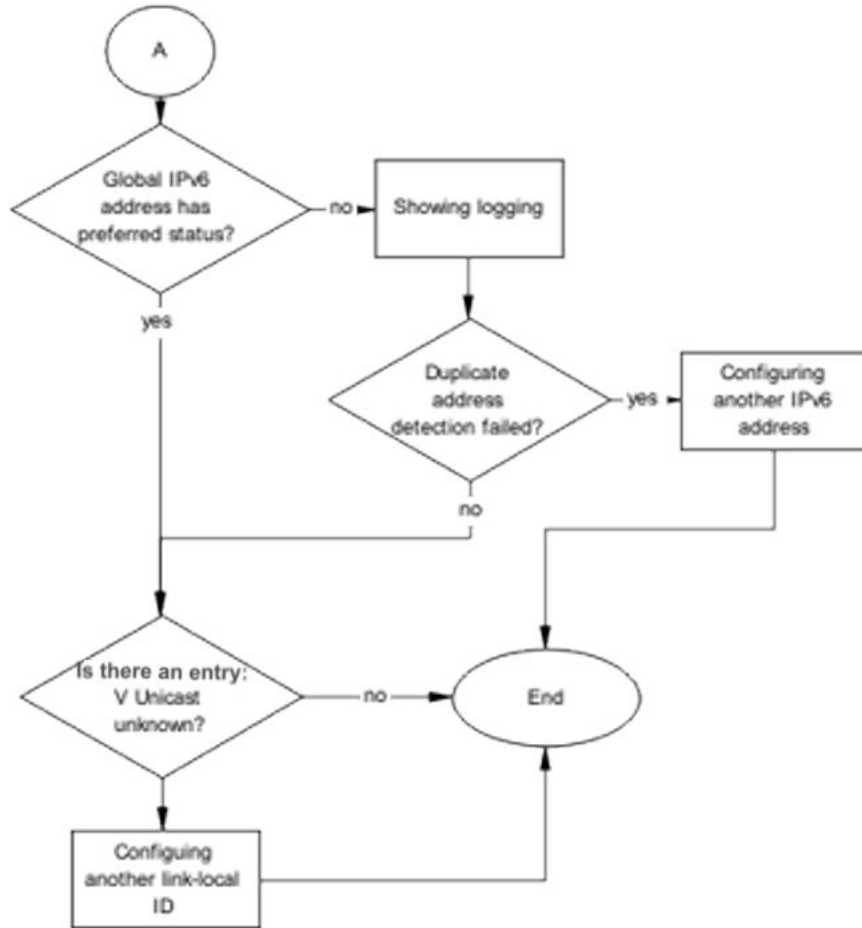 A
Global IPv6
address has
preferred status?
no
Showing logging
yes
Duplicate
address
detection failed?
yes
Configuring
another IPv6
address
no
Is there an entry:
V Unicast
unknown?
no
End
Configuing
another link-local
ID